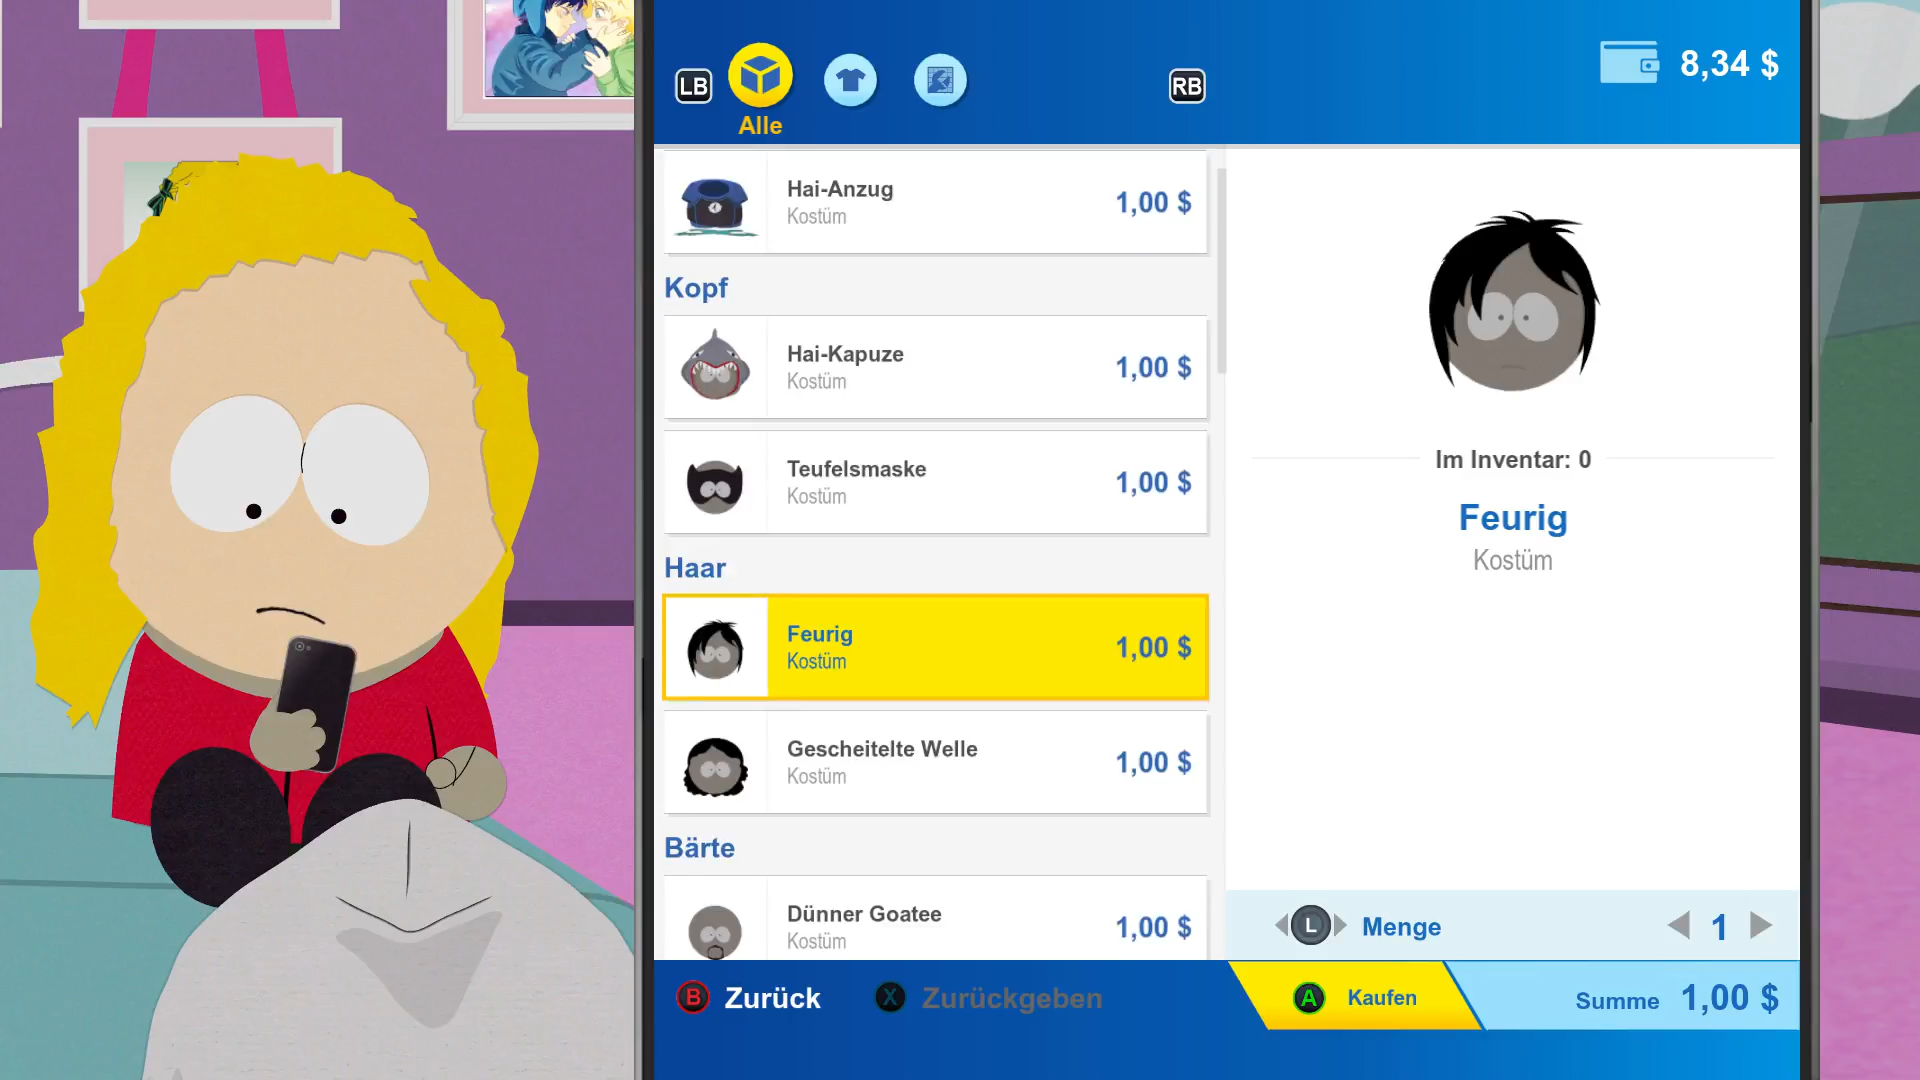 LB
Alle
RB
8,34 $
Hai-Anzug
Kostüm
1,00 $
Kopf
Hai-Kapuze
Kostüm
1,00 $
Teufelsmaske
Kostüm
1,00 $
Haar
Feurig
Kostüm
1,00 $
Gescheitelte Welle
Kostüm
1,00 $
Bärte
Dünner Goatee
Kostüm
1,00 $
Im Inventar: 0
Feurig
Kostüm
L Menge 1
B Zurück
X Zurückgeben
A Kaufen
Summe 1,00 $